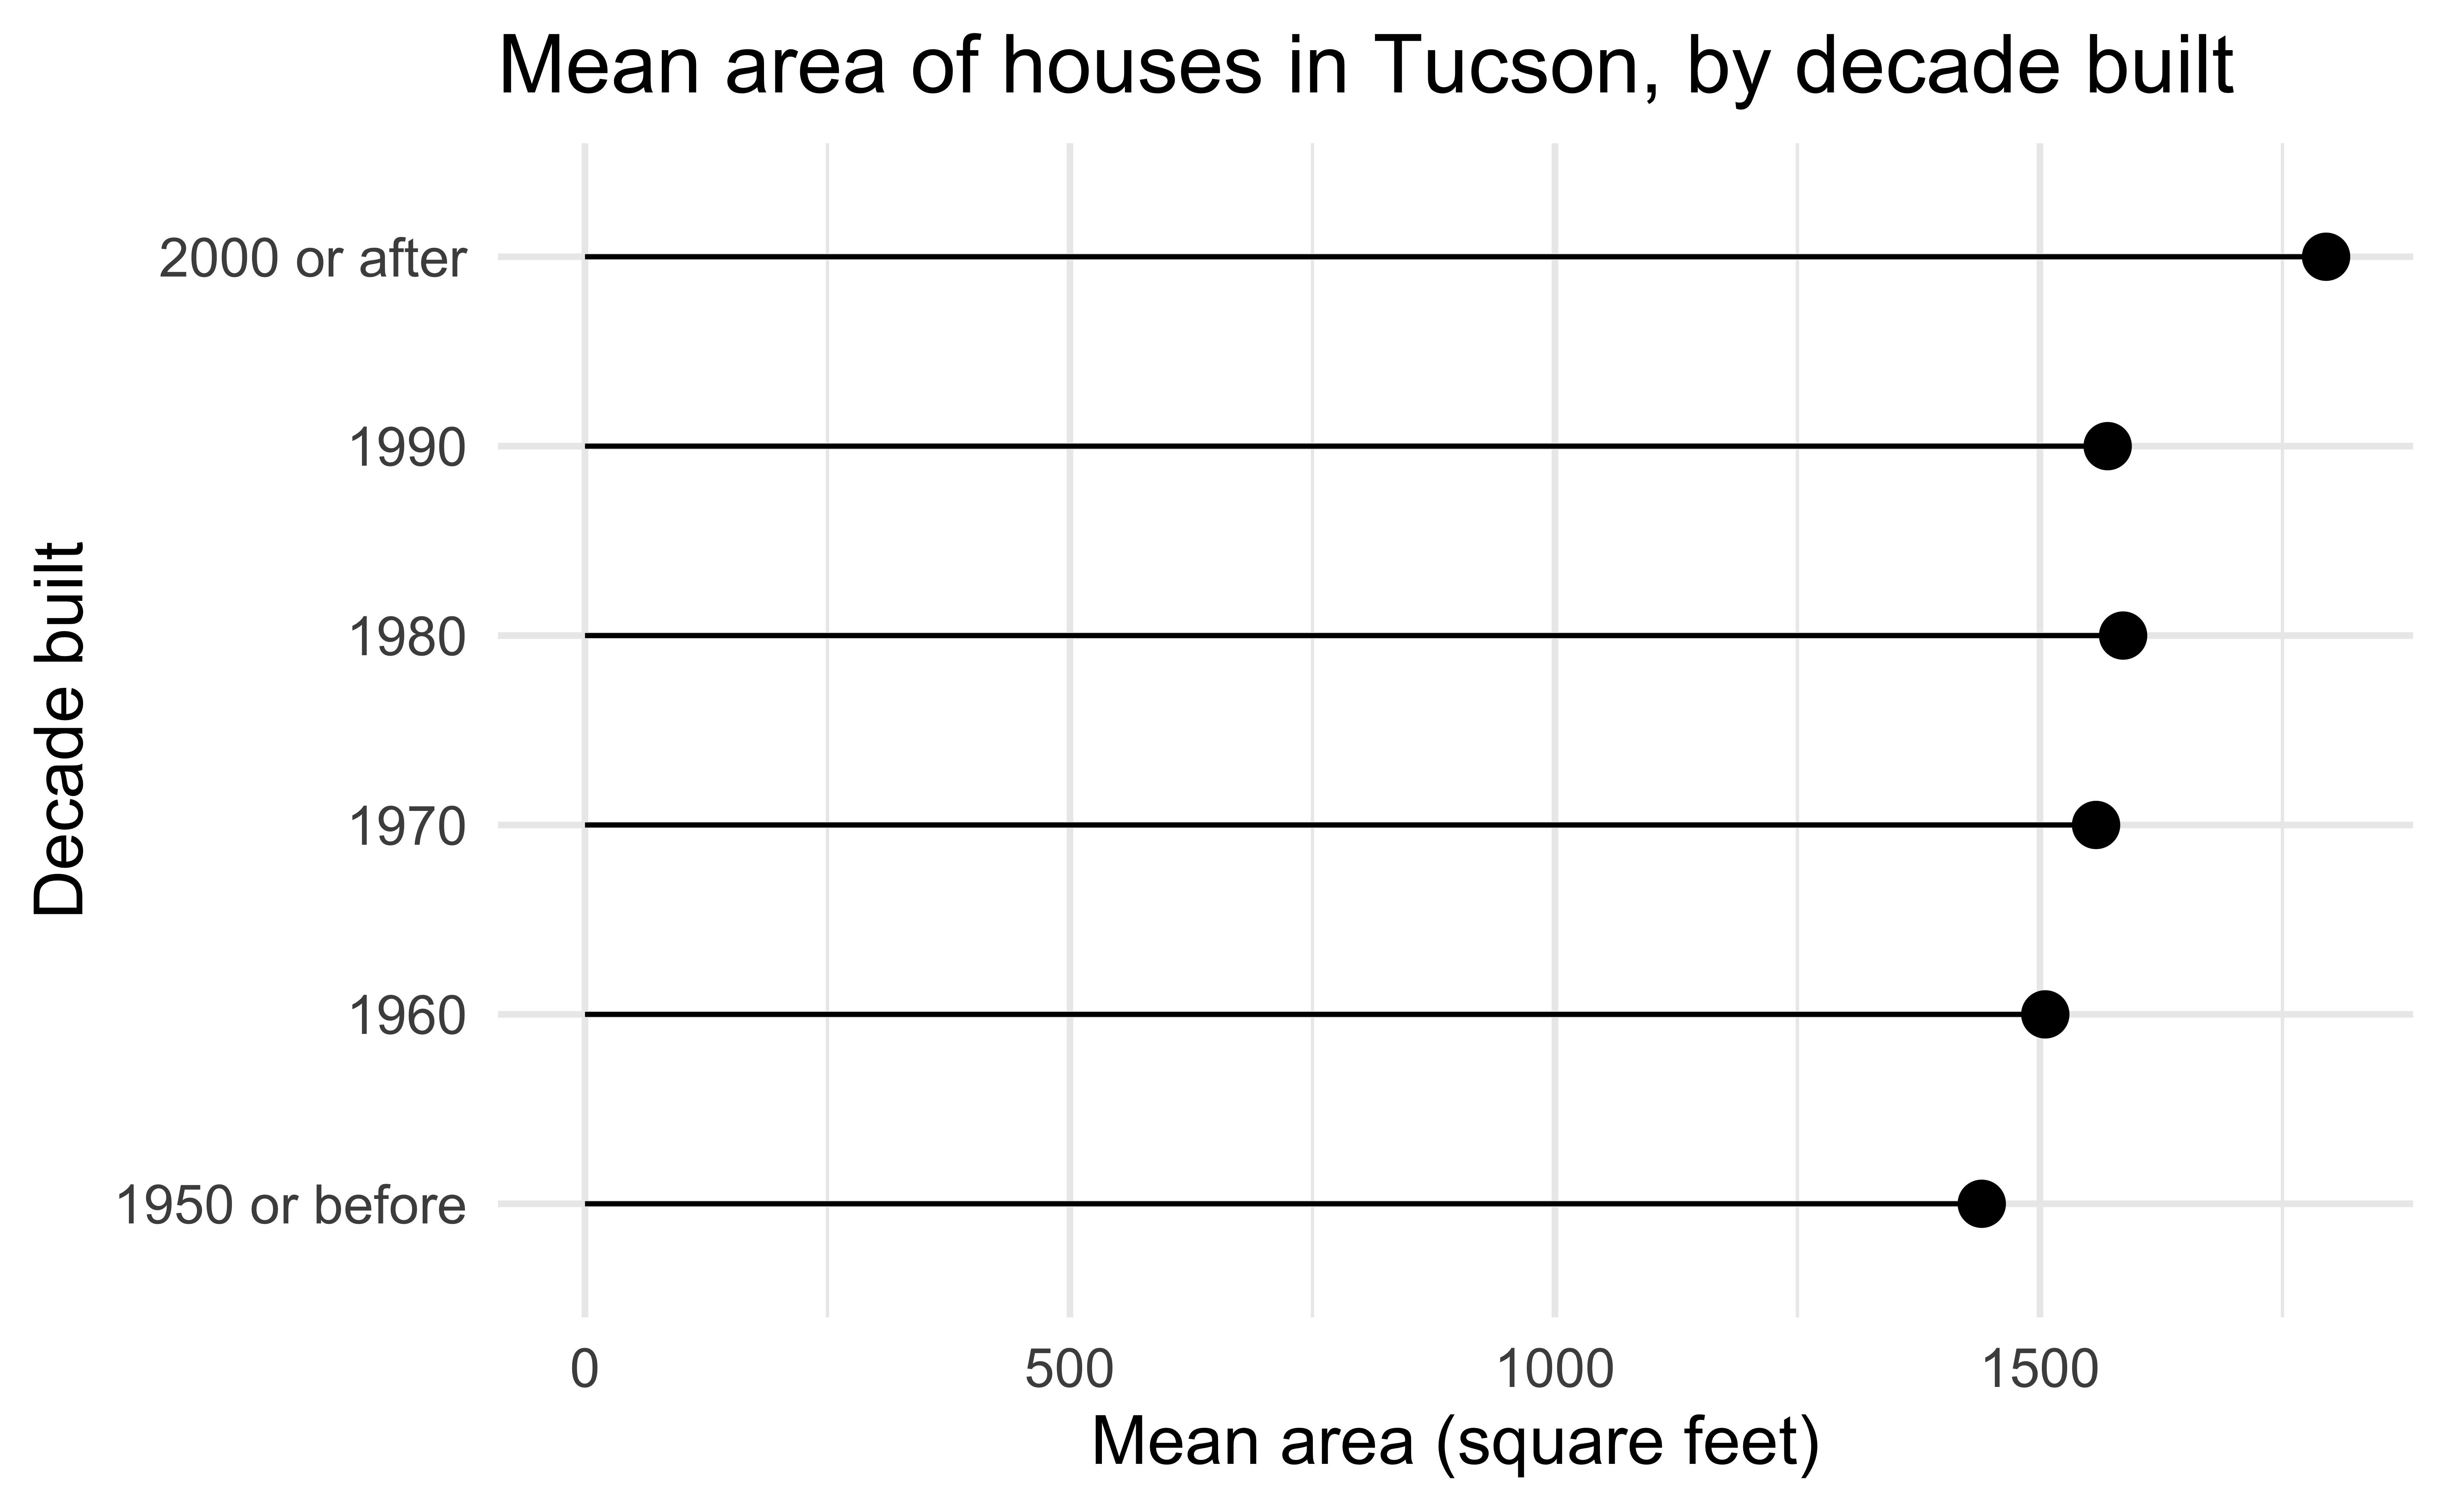 Mean area of houses in Tucson, by decade built
2000 or after
1990
1980
1970
1960
1950 or before
Decade built
0 500 1000 1500
Mean area (square feet)